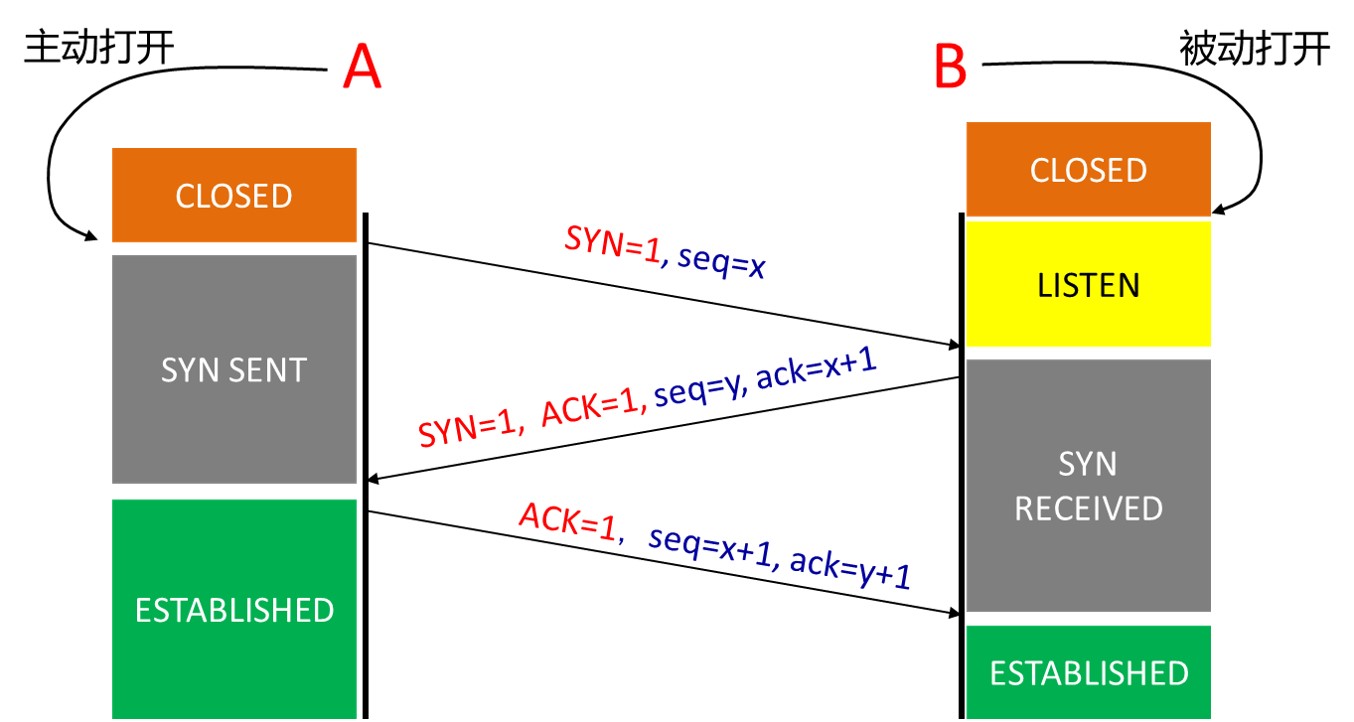 主动打开
A
B
被动打开
CLOSED
CLOSED
SYN=1, seq=x
LISTEN
SYN SENT
SYN=1, ACK=1, seq=y, ack=x+1
SYN
RECEIVED
ACK=1, seq=x+1, ack=y+1
ESTABLISHED
ESTABLISHED